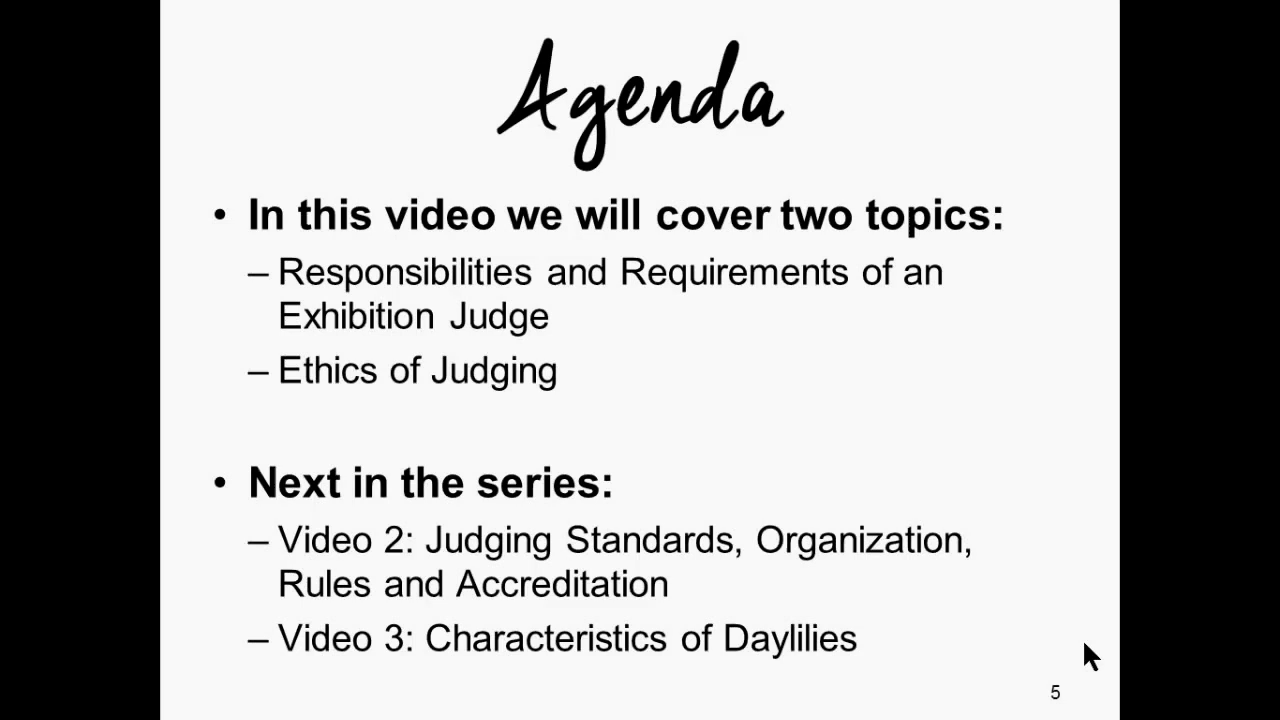 Agenda
• In this video we will cover two topics:
– Responsibilities and Requirements of an
Exhibition Judge
– Ethics of Judging
• Next in the series:
– Video 2: Judging Standards, Organization,
Rules and Accreditation
– Video 3: Characteristics of Daylilies
5